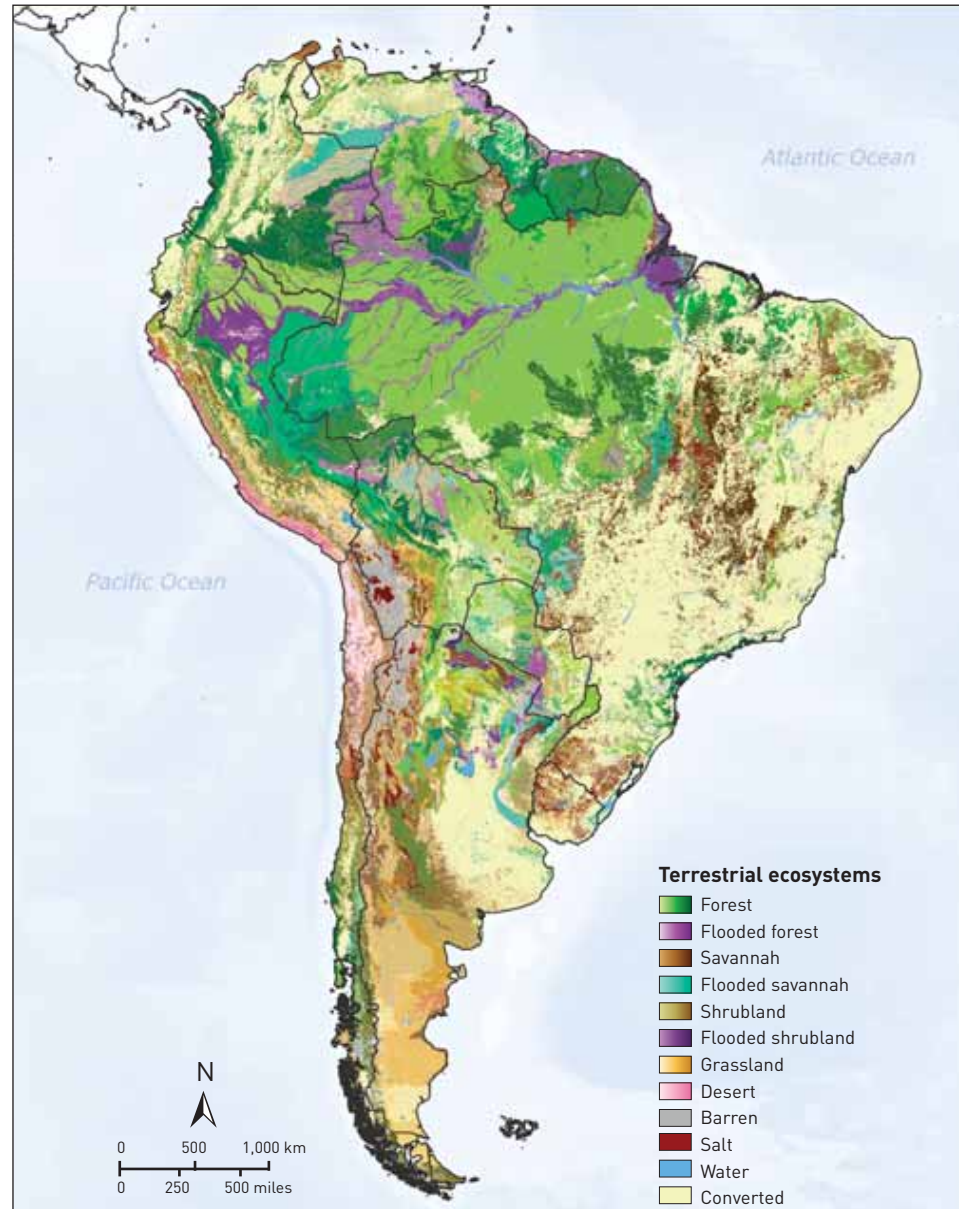 Atlantic Ocean
Pacific Ocean
Terrestrial ecosystems
Forest
Flooded forest
Savannah
Flooded savannah
Shrubland
Flooded shrubland
Grassland
Desert
Barren
Salt
Water
Converted
N
0 500 1,000 km
0 250 500 miles